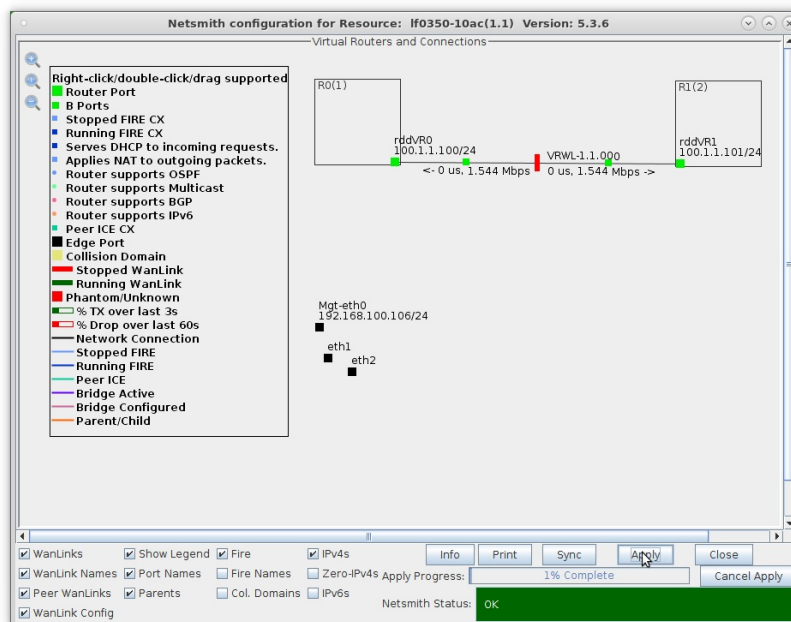 Netsmith configuration for Resource: lf0350-10ac(1.1) Version: 5.3.6
Virtual Routers and Connections
Right-click/double-click/drag supported
Router Port
B Ports
Stopped FIRE CX
Running FIRE CX
Serves DHCP to incoming requests.
Applies NAT to outgoing packets.
Router supports OSPF
Router supports Multicast
Router supports BGP
Router supports IPv6
Peer ICE CX
Edge Port
Collision Domain
Stopped WanLink
Running WanLink
Phantom/Unknown
% TX over last 3s
% Drop over last 60s
Network Connection
Stopped FIRE
Running FIRE
Peer ICE
Bridge Active
Bridge Configured
Parent/Child
R0(1)
rddVR0
100.1.1.100/24
VRWL-1.1.000
<- 0 us, 1.544 Mbps
0 us, 1.544 Mbps ->
R1(2)
rddVR1
100.1.1.101/24
Mgt-eth0
192.168.100.106/24
eth1
eth2
WanLinks Show Legend Fire IPv4s Info Print Sync Apply Close
WanLink Names Port Names Fire Names Zero-IPv4s Apply Progress: 1% Complete Cancel Apply
Peer WanLinks Parents Col. Domains IPv6s Netsmith Status: OK
WanLink Config